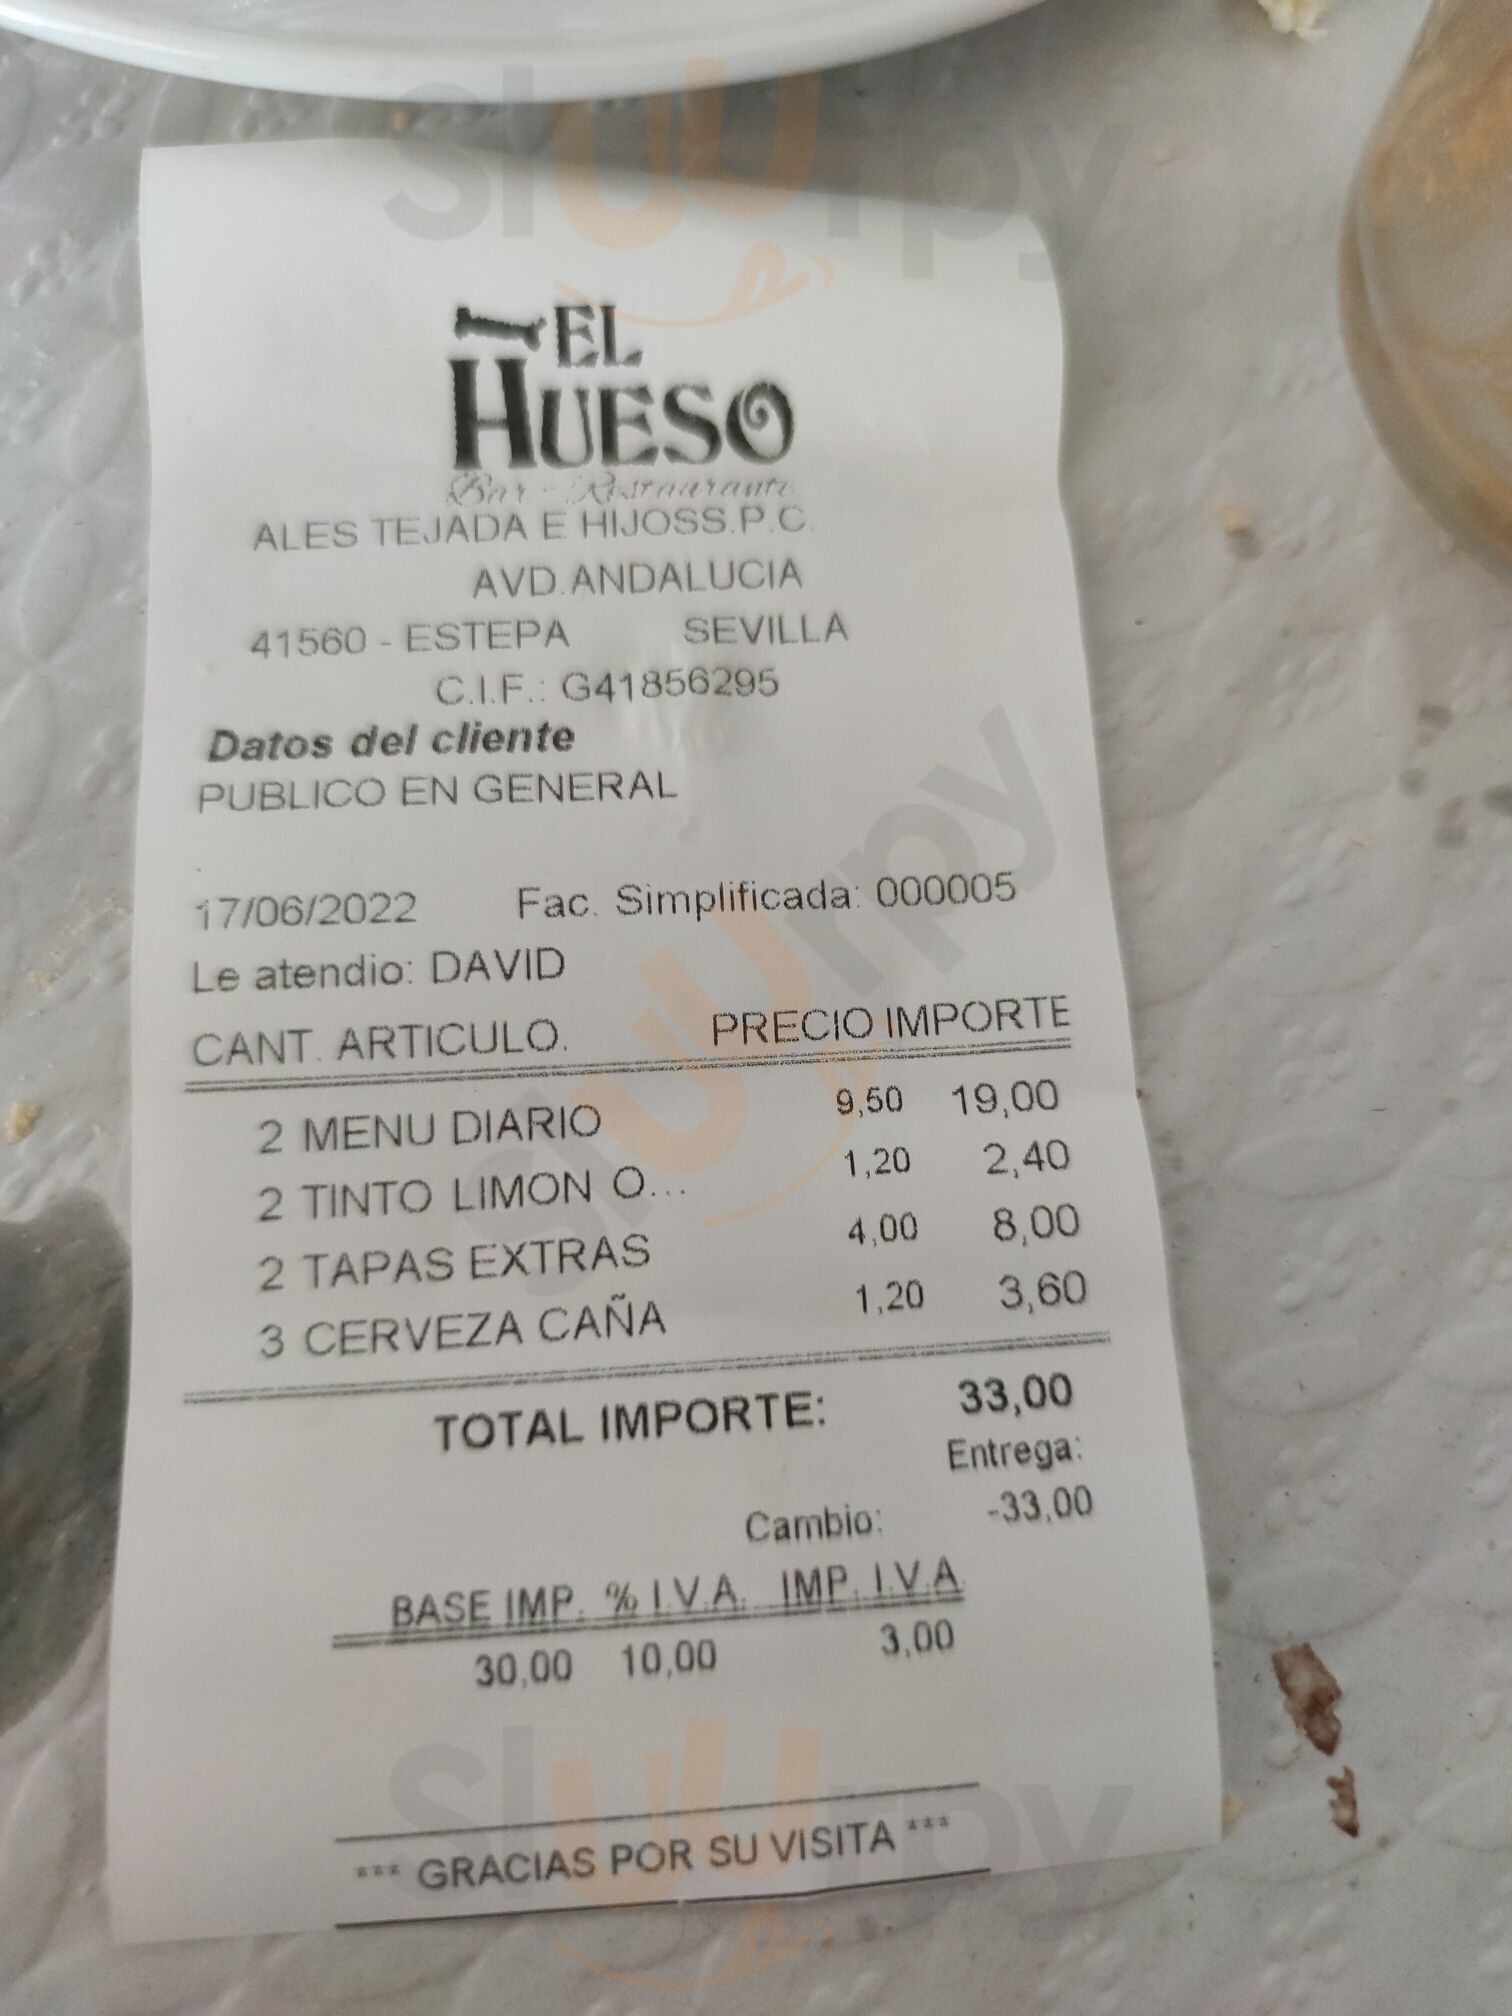 EL
HUESO
Bar - Restaurante
ALES TEJADA E HIJOSS.P.C.
AVD.ANDALUCIA
41560 - ESTEPA SEVILLA
C.I.F.: G41856295
Datos del cliente
PUBLICO EN GENERAL
17/06/2022 Fac. Simplificada: 000005
Le atendio: DAVID
CANT. ARTICULO. PRECIO IMPORTE
2 MENU DIARIO 9,50 19,00
2 TINTO LIMON O... 1,20 2,40
2 TAPAS EXTRAS 4,00 8,00
3 CERVEZA CAÑA 1,20 3,60
TOTAL IMPORTE: 33,00
Entrega:
Cambio: -33,00
BASE IMP. % I.V.A. IMP. I.V.A
30,00 10,00 3,00
*** GRACIAS POR SU VISITA ***
sluurpy
sluurpy
sluurpy